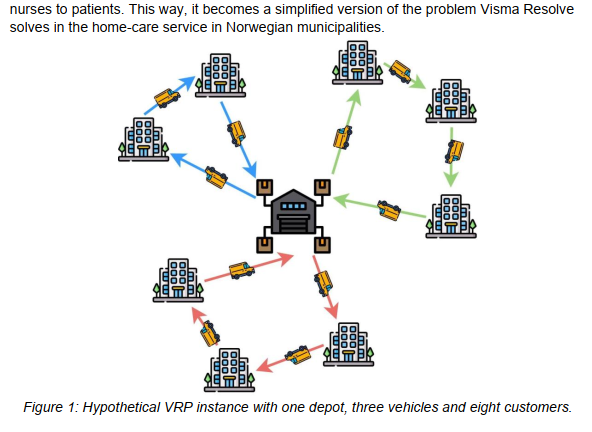 nurses to patients. This way, it becomes a simplified version of the problem Visma Resolve
solves in the home-care service in Norwegian municipalities.
Figure 1: Hypothetical VRP instance with one depot, three vehicles and eight customers.